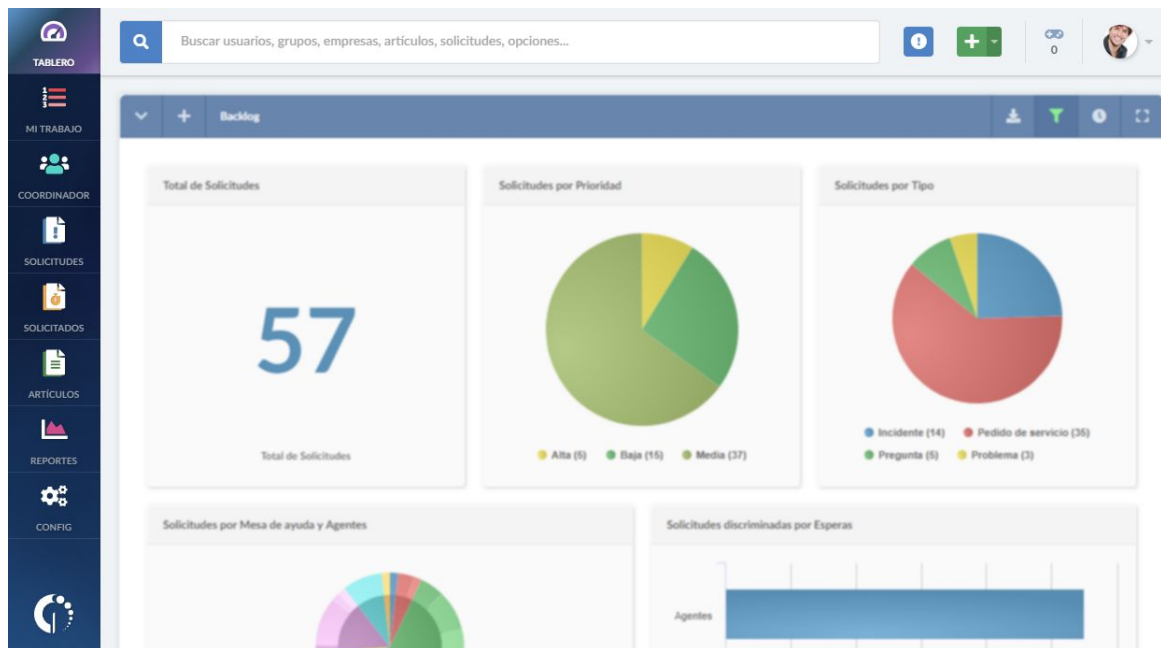 TABLERO
MI TRABAJO
COORDINADOR
SOLICITUDES
SOLICITADOS
ARTÍCULOS
REPORTES
CONFIG
Buscar usuarios, grupos, empresas, artículos, solicitudes, opciones...
0
Backlog
Total de Solicitudes
57
Total de Solicitudes
Solicitudes por Prioridad
Alta (5) Baja (15) Media (37)
Solicitudes por Tipo
Incidente (14) Pedido de servicio (35)
Pregunta (5) Problema (3)
Solicitudes por Mesa de ayuda y Agentes
Solicitudes discriminadas por Esperas
Agentes